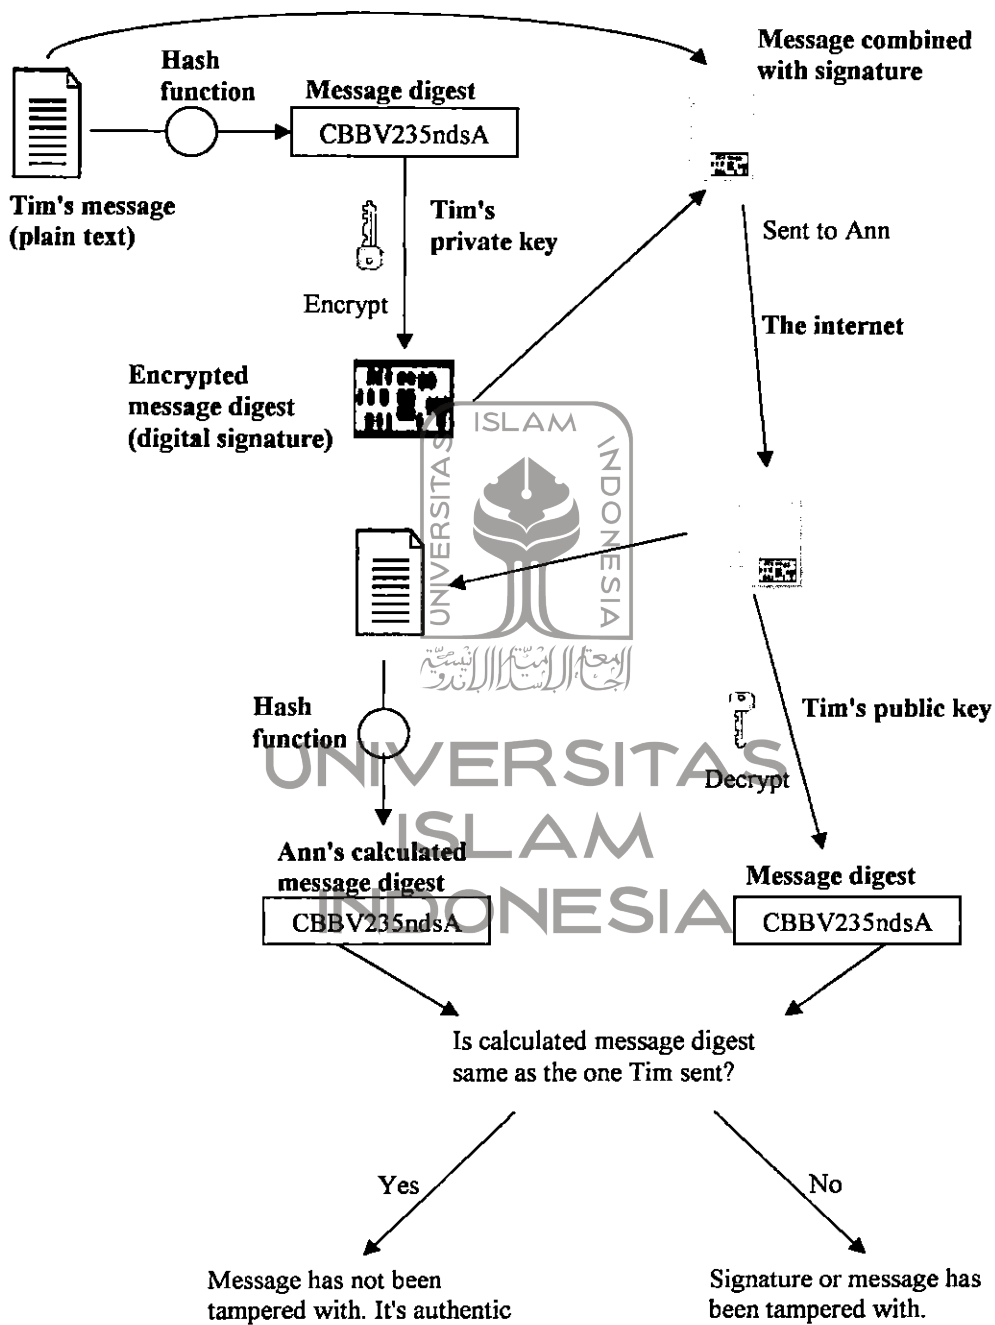 Message combined
with signature
Hash
function
Message digest
CBBV235ndsA
Tim's message
(plain text)
Tim's
private key
Sent to Ann
Encrypt
The internet
Encrypted
message digest
(digital signature)
ISLAM
UNIVERSITAS
INDONESIA
Hash
function
Tim's public key
Decrypt
UNIVERSITAS
ISLAM
INDONESIA
Ann's calculated
message digest
CBBV235ndsA
Message digest
CBBV235ndsA
Is calculated message digest
same as the one Tim sent?
Yes
No
Message has not been
tampered with. It's authentic
Signature or message has
been tampered with.